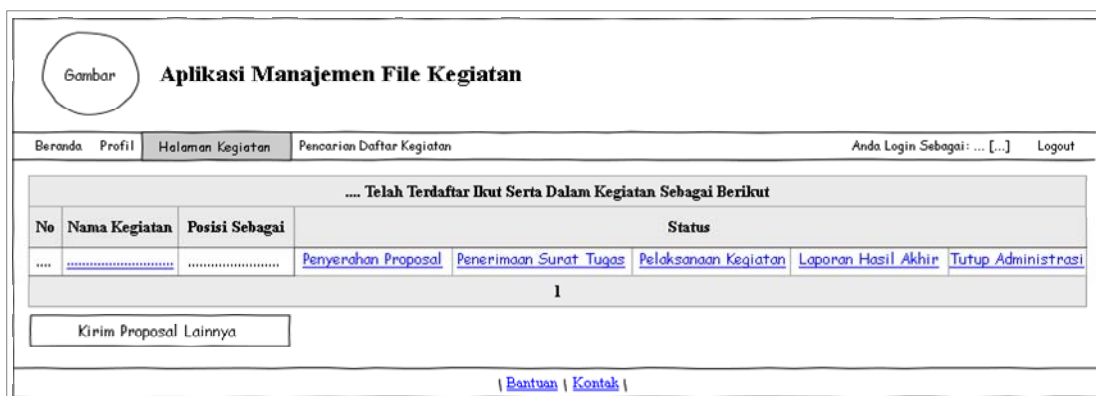 Gambar
Aplikasi Manajemen File Kegiatan
Beranda Profil Halaman Kegiatan Pencarian Daftar Kegiatan Anda Login Sebagai: ... [...] Logout
.... Telah Terdaftar Ikut Serta Dalam Kegiatan Sebagai Berikut
No Nama Kegiatan Posisi Sebagai Status
.... ............................ ........................ Penyerahan Proposal Penerimaan Surat Tugas Pelaksanaan Kegiatan Laporan Hasil Akhir Tutup Administrasi
1
Kirim Proposal Lainnya
| Bantuan | Kontak |